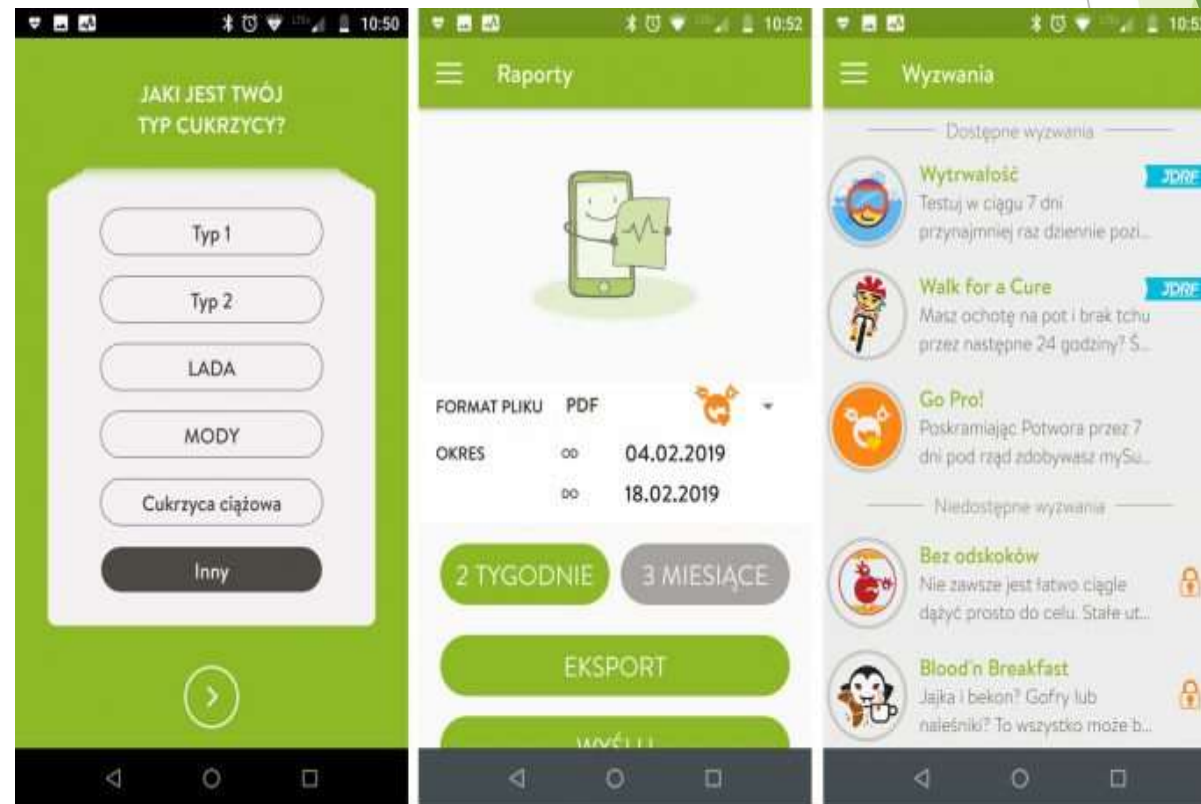 10:50
JAKI JEST TWÓJ
TYP CUKRZYCY?
Typ 1
Typ 2
LADA
MODY
Cukrzyca ciążowa
Inny
10:52
Raporty
FORMAT PLIKU PDF
OKRES OD 04.02.2019
DO 18.02.2019
2 TYGODNIE 3 MIESIĄCE
EKSPORT
Wyzwania
Dostępne wyzwania
Wytrwałość JDRF
Testuj w ciągu 7 dni
przynajmniej raz dziennie pozi...
Walk for a Cure JDRF
Masz ochotę na pot i brak tchu
przez następne 24 godziny? Ś...
Go Pro!
Poskramiając Potwora przez 7
dni pod rząd zdobywasz mySu...
Niedostępne wyzwania
Bez odskoków
Nie zawsze jest łatwo ciągle
dążyć prosto do celu. Stałe ut...
Blood'n Breakfast
Jajka i bekon? Gofry lub
naleśniki? To wszystko może b...